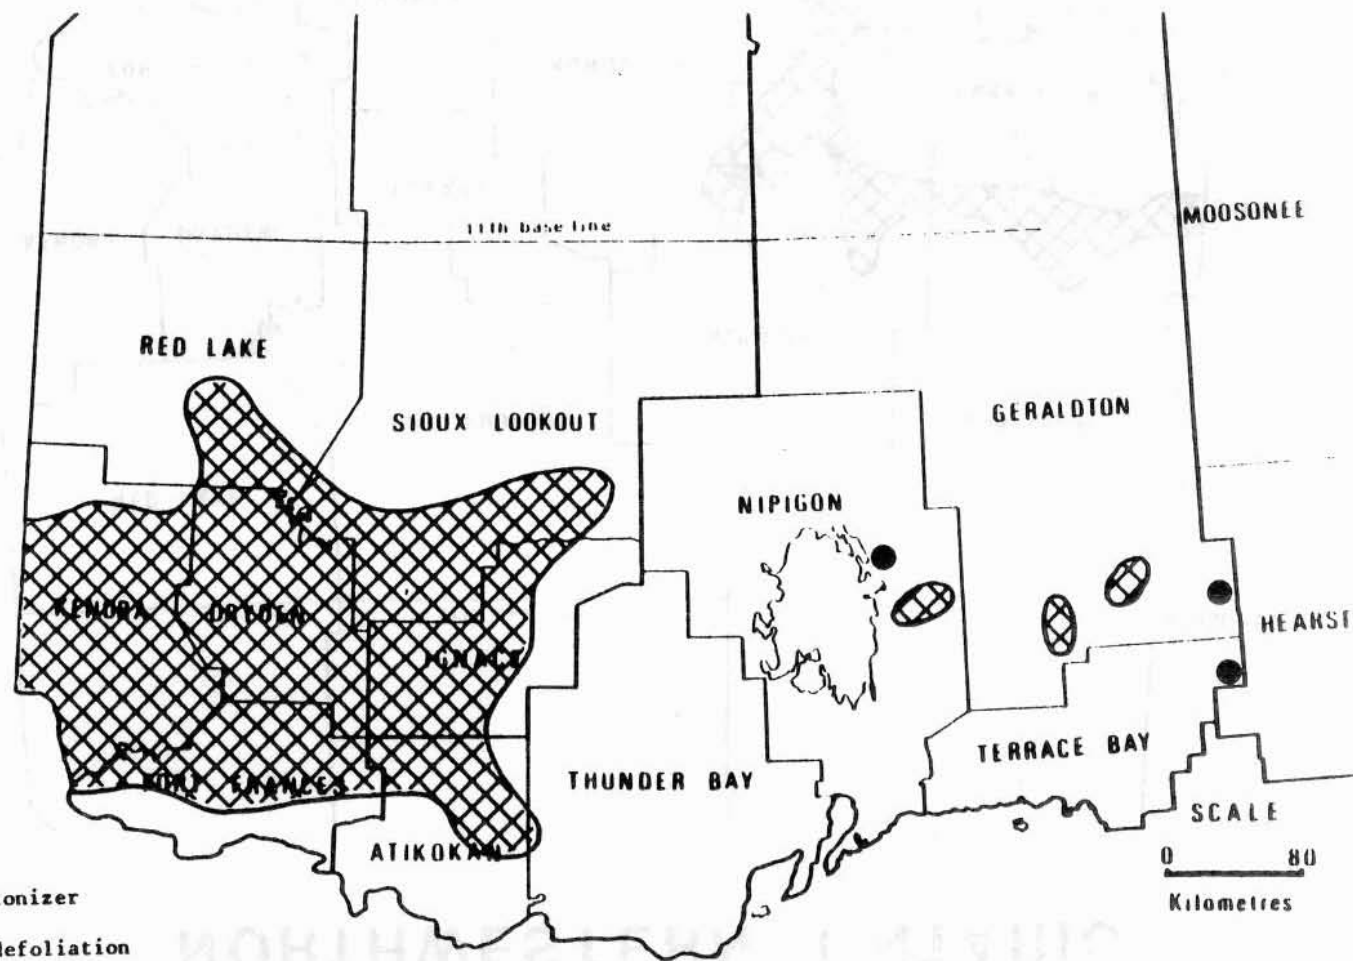 11th base line
MOOSONEE
RED LAKE
SIOUX LOOKOUT
GERALDTON
NIPIGON
KENORA
DRYDEN
IGNACE
HEARST
FORT FRANCES
THUNDER BAY
TERRACE BAY
ATIKOKAN
SCALE
0 80
Kilometres
onizer
defoliation